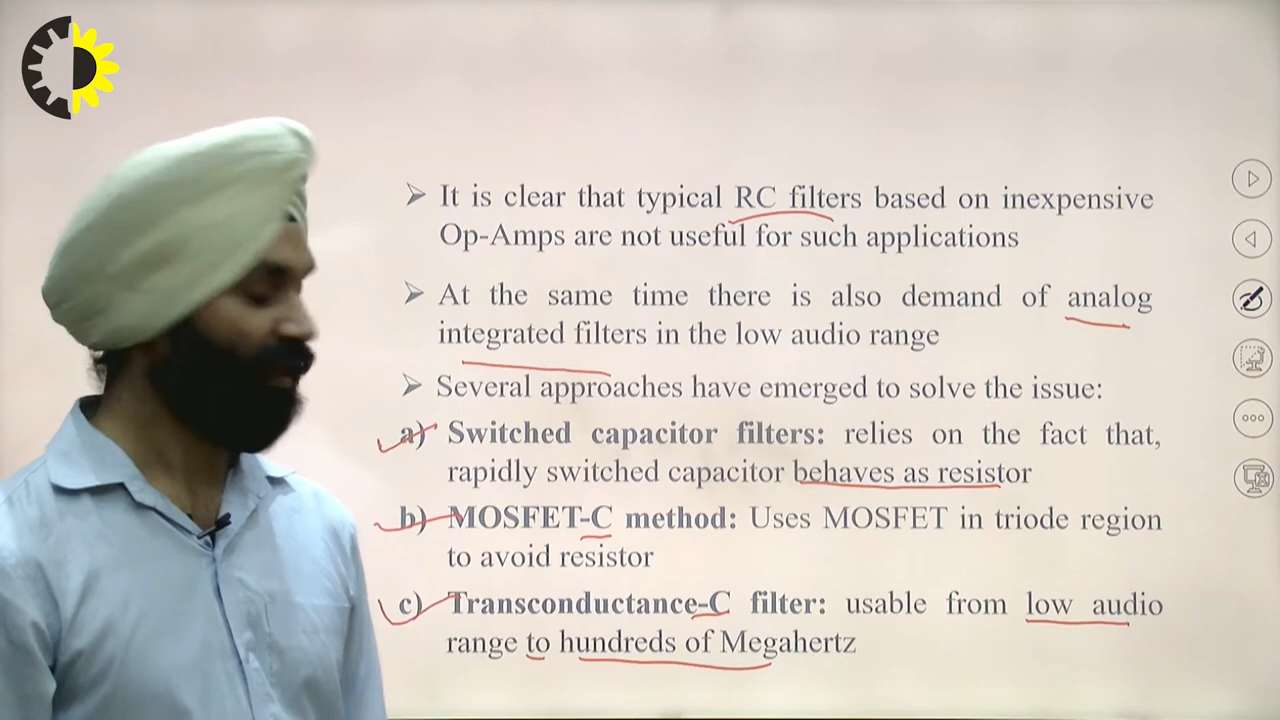 ➢ It is clear that typical RC filters based on inexpensive
Op-Amps are not useful for such applications
➢ At the same time there is also demand of analog
integrated filters in the low audio range
➢ Several approaches have emerged to solve the issue:
a) Switched capacitor filters: relies on the fact that,
rapidly switched capacitor behaves as resistor
b) MOSFET-C method: Uses MOSFET in triode region
to avoid resistor
c) Transconductance-C filter: usable from low audio
range to hundreds of Megahertz